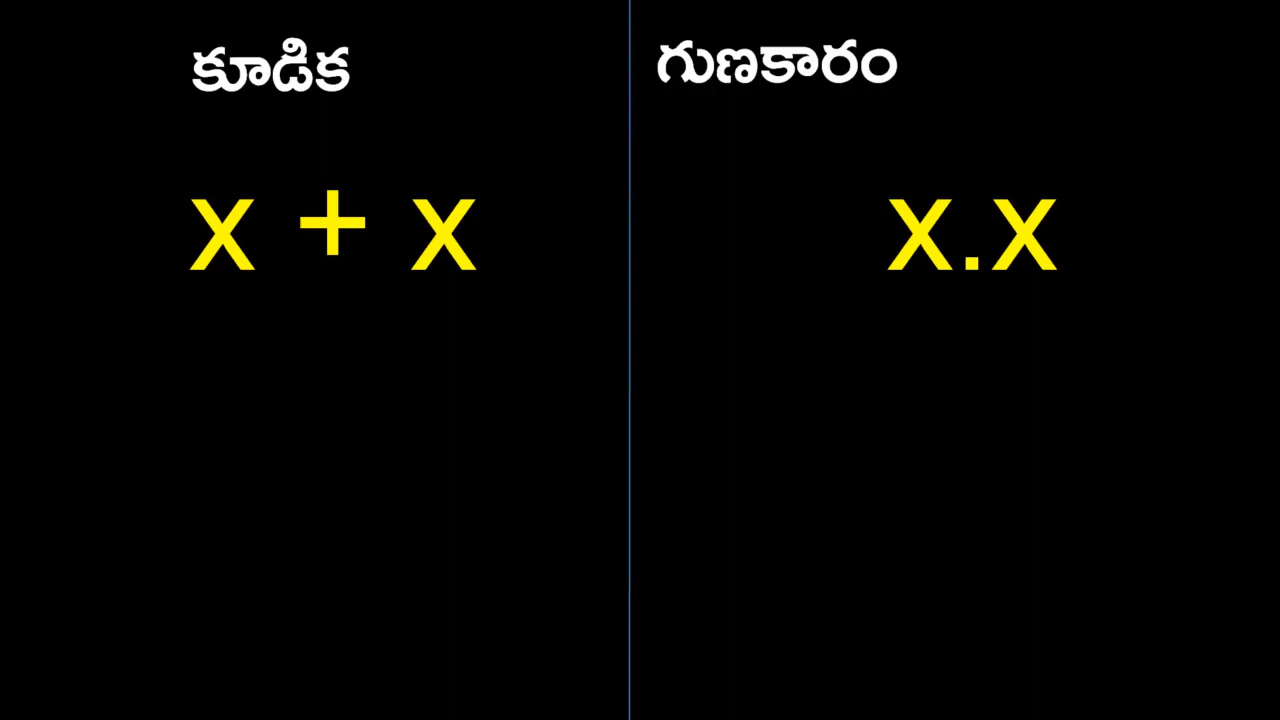 కూడిక
గుణకారం
x + x
x.x